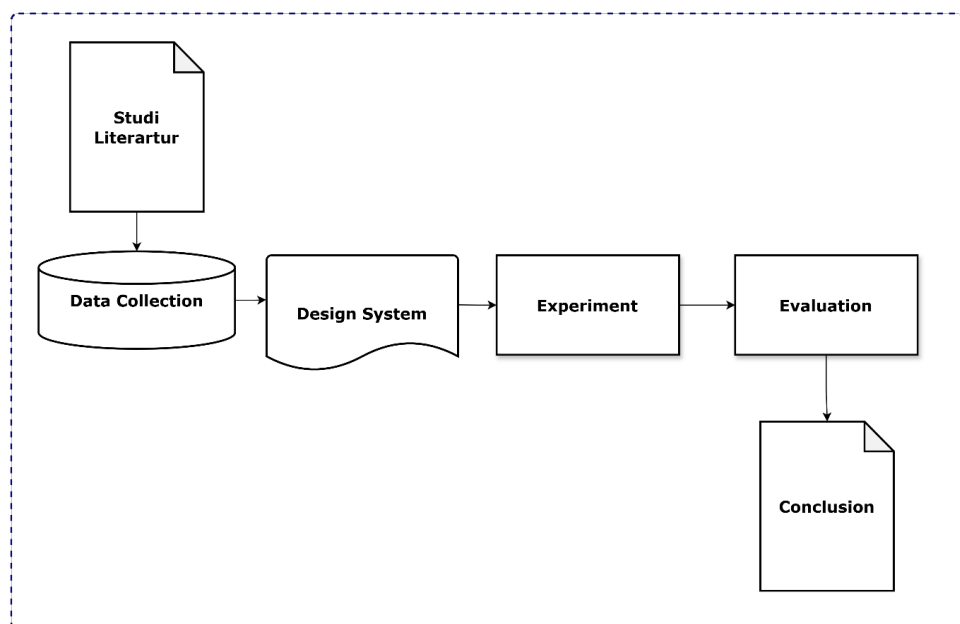 Studi
Literartur
Data Collection
Design System
Experiment
Evaluation
Conclusion